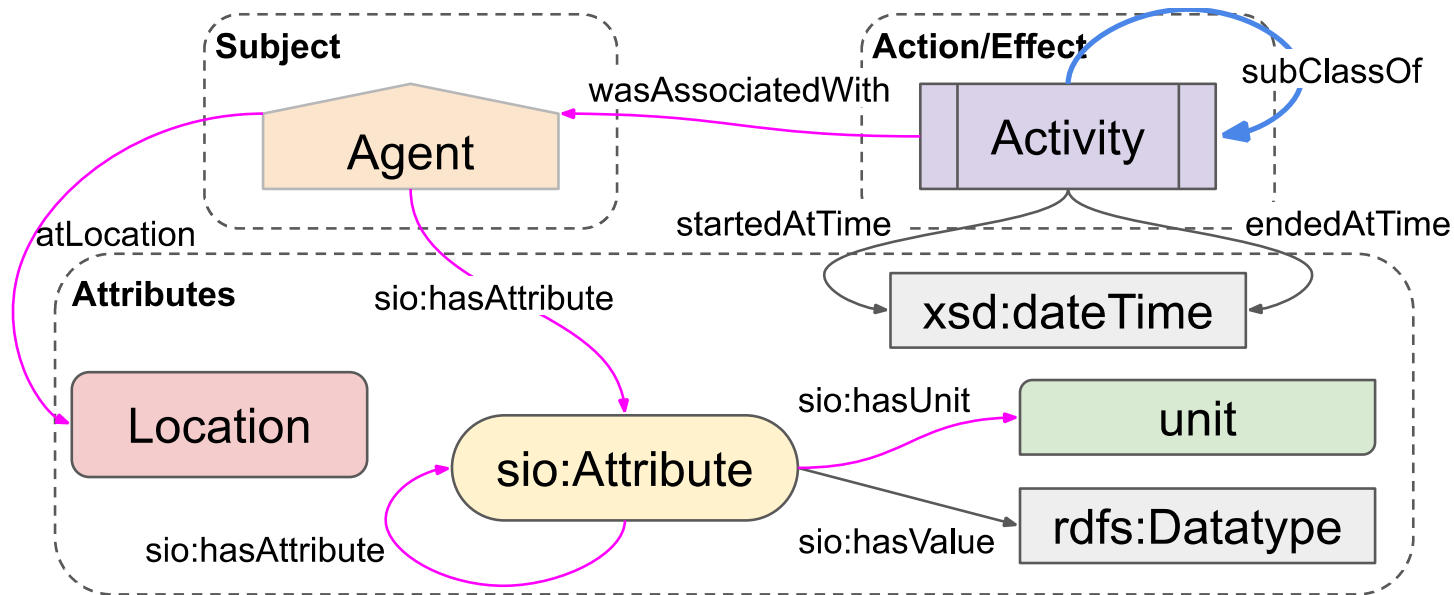 Subject
Action/Effect
subClassOf
wasAssociatedWith
Activity
Agent
startedAtTime
endedAtTime
atLocation
Attributes
sio:hasAttribute
xsd:dateTime
Location
sio:hasUnit
unit
sio:Attribute
rdfs:Datatype
sio:hasValue
sio:hasAttribute